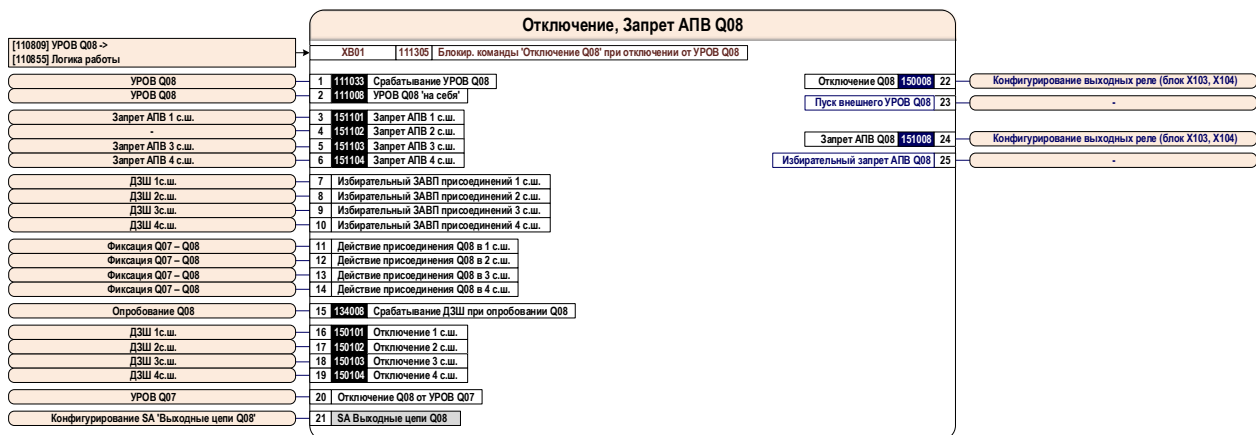 Отключение, Запрет АПВ Q08
[110809] УРОВ Q08 ->
[110855] Логика работы
XB01 111305 Блокир. команды 'Отключение Q08' при отключении от УРОВ Q08
УРОВ Q08 1 111033 Срабатывание УРОВ Q08
УРОВ Q08 2 111008 УРОВ Q08 'на себя'
Запрет АПВ 1 с.ш. 3 151101 Запрет АПВ 1 с.ш.
- 4 151102 Запрет АПВ 2 с.ш.
Запрет АПВ 3 с.ш. 5 151103 Запрет АПВ 3 с.ш.
Запрет АПВ 4 с.ш. 6 151104 Запрет АПВ 4 с.ш.
ДЗШ 1с.ш. 7 Избирательный ЗАВП присоединений 1 с.ш.
ДЗШ 2с.ш. 8 Избирательный ЗАВП присоединений 2 с.ш.
ДЗШ 3с.ш. 9 Избирательный ЗАВП присоединений 3 с.ш.
ДЗШ 4с.ш. 10 Избирательный ЗАВП присоединений 4 с.ш.
Фиксация Q07 – Q08 11 Действие присоединения Q08 в 1 с.ш.
Фиксация Q07 – Q08 12 Действие присоединения Q08 в 2 с.ш.
Фиксация Q07 – Q08 13 Действие присоединения Q08 в 3 с.ш.
Фиксация Q07 – Q08 14 Действие присоединения Q08 в 4 с.ш.
Опробование Q08 15 134008 Срабатывание ДЗШ при опробовании Q08
ДЗШ 1с.ш. 16 150101 Отключение 1 с.ш.
ДЗШ 2с.ш. 17 150102 Отключение 2 с.ш.
ДЗШ 3с.ш. 18 150103 Отключение 3 с.ш.
ДЗШ 4с.ш. 19 150104 Отключение 4 с.ш.
УРОВ Q07 20 Отключение Q08 от УРОВ Q07
Конфигурирование SA 'Выходные цепи Q08' 21 SA Выходные цепи Q08
Отключение Q08 150008 22 Конфигурирование выходных реле (блок X103, X104)
Пуск внешнего УРОВ Q08 23 -
Запрет АПВ Q08 151008 24 Конфигурирование выходных реле (блок X103, X104)
Избирательный запрет АПВ Q08 25 -